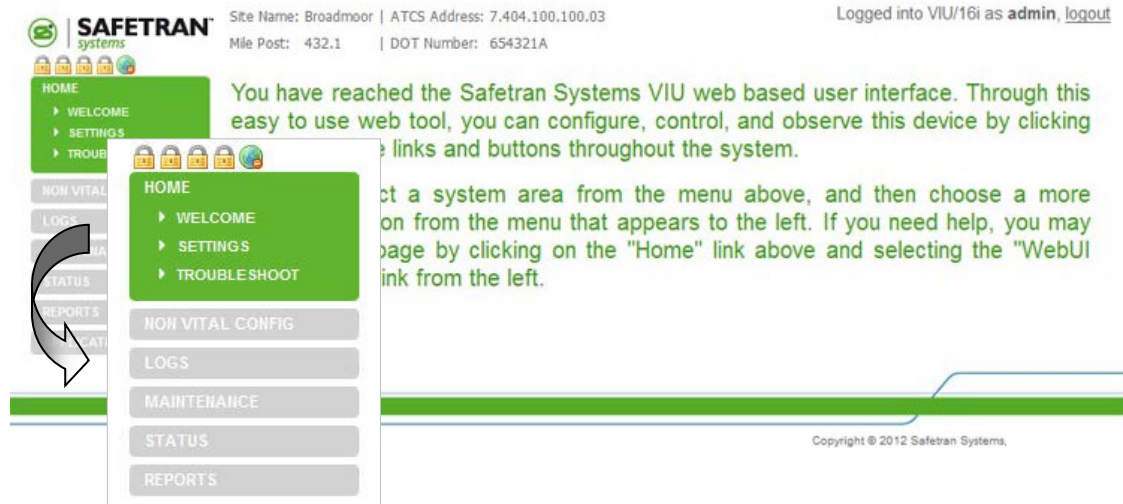 SAFETRAN
systems
Site Name: Broadmoor | ATCS Address: 7.404.100.100.03
Mile Post: 432.1 | DOT Number: 654321A
Logged into VIU/16i as admin, logout
HOME
WELCOME
SETTINGS
TROUB
NON VITAL
LOGS
STATUS
REPORTS
You have reached the Safetran Systems VIU web based user interface. Through this
easy to use web tool, you can configure, control, and observe this device by clicking
links and buttons throughout the system.
ct a system area from the menu above, and then choose a more
on from the menu that appears to the left. If you need help, you may
page by clicking on the "Home" link above and selecting the "WebUI
ink from the left.
HOME
WELCOME
SETTINGS
TROUBLESHOOT
NON VITAL CONFIG
LOGS
MAINTENANCE
STATUS
REPORTS
Copyright © 2012 Safetran Systems,